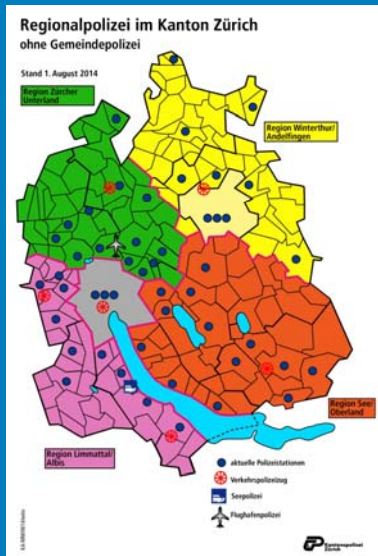 Regionalpolizei im Kanton Zürich
ohne Gemeindepolizei
Stand 1. August 2014
Region Zürcher
Unterland
Region Winterthur/
Andelfingen
Region See/
Oberland
Region Limmattal/
Albis
aktuelle Polizeistationen
Verkehrspolizeizug
Seepolizei
Flughafenpolizei
Kantonspolizei
Zürich